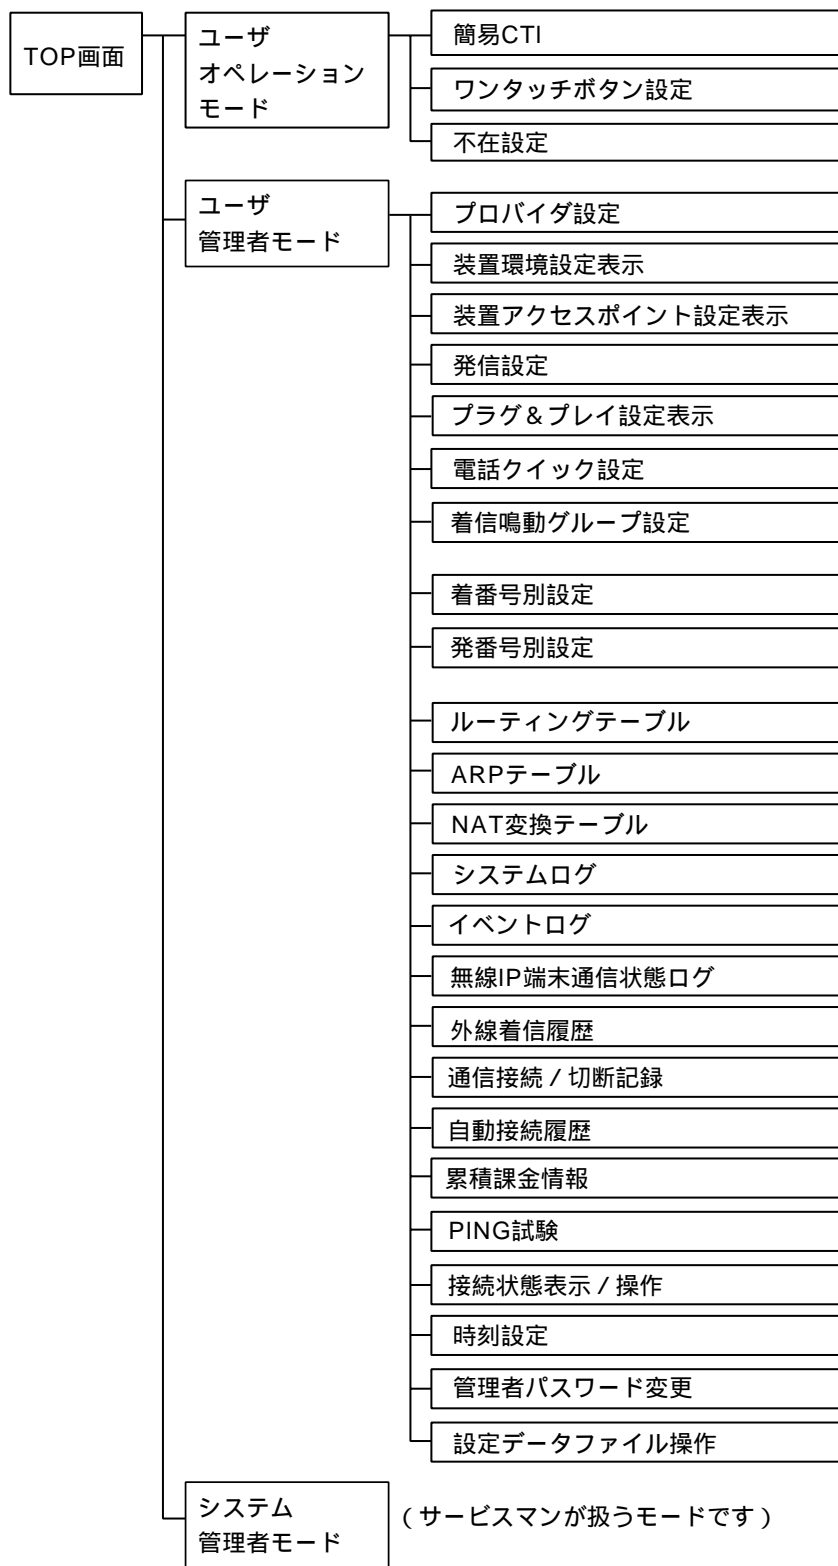 TOP画面
ユーザ
オペレーション
モード
簡易CTI
ワンタッチボタン設定
不在設定
ユーザ
管理者モード
プロバイダ設定
装置環境設定表示
装置アクセスポイント設定表示
発信設定
プラグ＆プレイ設定表示
電話クイック設定
着信鳴動グループ設定
着番号別設定
発番号別設定
ルーティングテーブル
ARPテーブル
NAT変換テーブル
システムログ
イベントログ
無線IP端末通信状態ログ
外線着信履歴
通信接続／切断記録
自動接続履歴
累積課金情報
PING試験
接続状態表示／操作
時刻設定
管理者パスワード変更
設定データファイル操作
システム
管理者モード
（サービスマンが扱うモードです）